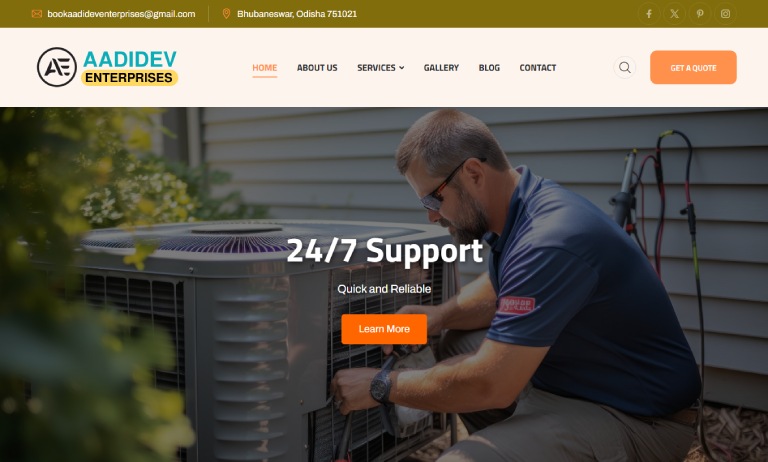 bookaadideventerprises@gmail.com
Bhubaneswar, Odisha 751021
AE
AADIDEV
ENTERPRISES
HOME
ABOUT US
SERVICES
GALLERY
BLOG
CONTACT
GET A QUOTE
24/7 Support
Quick and Reliable
Learn More